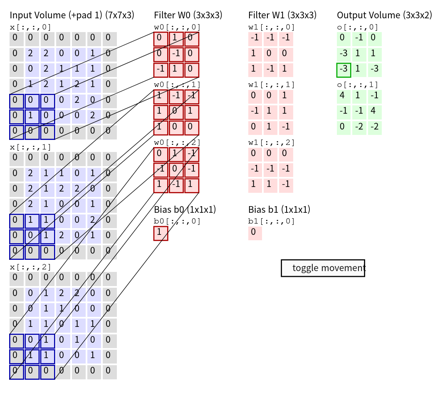 Input Volume (+pad 1) (7x7x3)
x[:,:,0]
0 0 0 0 0 0 0
0 2 2 0 0 1 0
0 0 2 1 1 1 0
0 1 2 1 2 1 0
0 0 0 0 2 0 0
0 1 0 0 0 2 0
0 0 0 0 0 0 0
x[:,:,1]
0 0 0 0 0 0 0
0 2 1 1 0 1 0
0 1 2 2 0 0
0 2 1 0 0 1 0
0 1 1 0 0 2 0
0 0 1 2 0 1 0
0 0 0 0 0 0 0
x[:,:,2]
0 0 0 0 0 0 0
0 0 1 2 2 0 0
0 0 1 1 0 0 0
0 1 1 0 1 1 0
0 0 1 0 1 0 0
0 1 1 0 0 1 0
0 0 0 0 0 0 0
Filter W0 (3x3x3)
w0[:,:,0]
0 1 0
0 -1 0
-1 1 0
w0[:,:,1]
1 -1 -1
1 0 1
1 0 0
w0[:,:,2]
0 1 -1
-1 0 -1
1 -1 1
Bias b0 (1x1x1)
b0[:,:,0]
1
Filter W1 (3x3x3)
w1[:,:,0]
-1 -1 -1
1 0 0
1 -1 1
w1[:,:,1]
0 0 1
-1 -1 0
0 1 -1
w1[:,:,2]
0 0 0
-1 -1 -1
1 1 -1
Bias b1 (1x1x1)
b1[:,:,0]
0
Output Volume (3x3x2)
o[:,:,0]
0 -1 0
-3 1 1
-3 1 -3
o[:,:,1]
4 1 -1
-1 -1 4
0 -2 -2
toggle movement